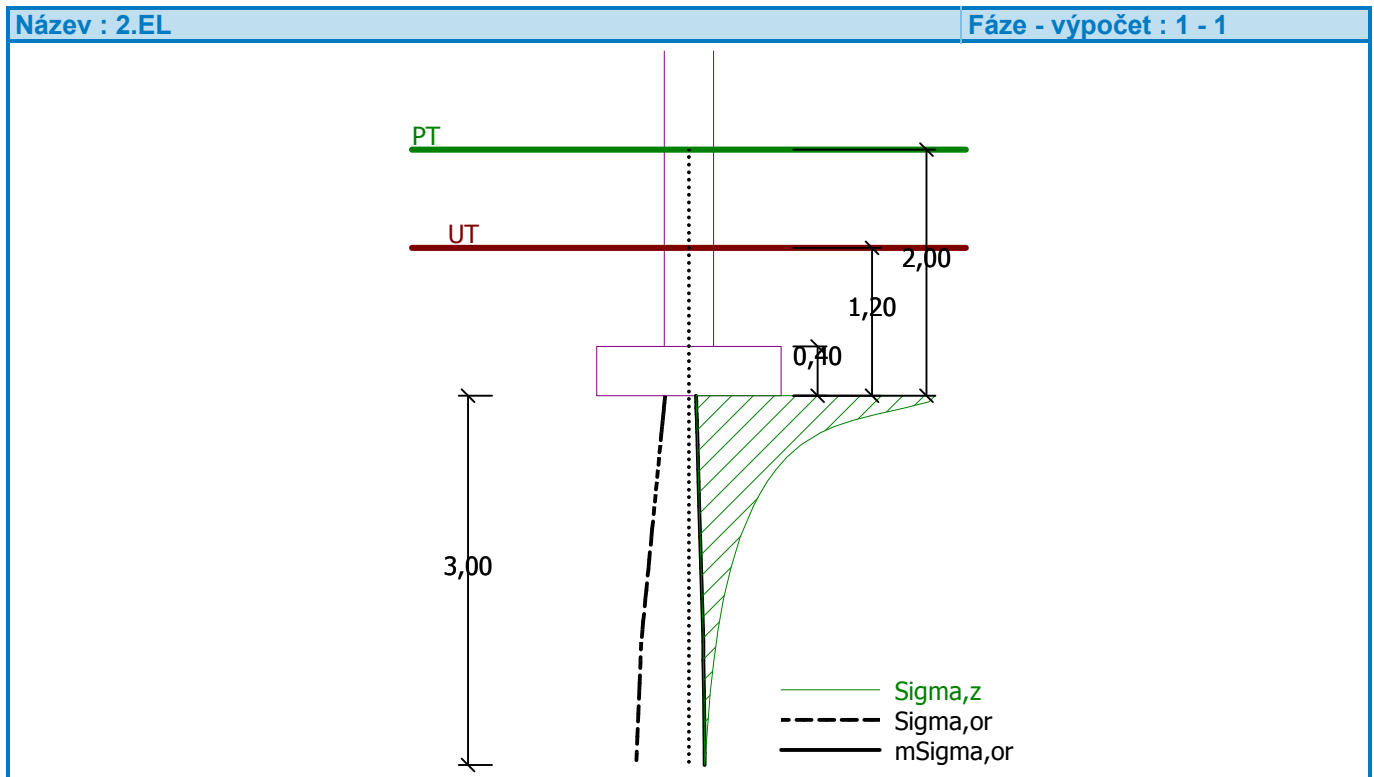 Název : 2.EL
Fáze - výpočet : 1 - 1
PT
UT
2,00
1,20
0,40
3,00
Sigma,z
Sigma,or
mSigma,or